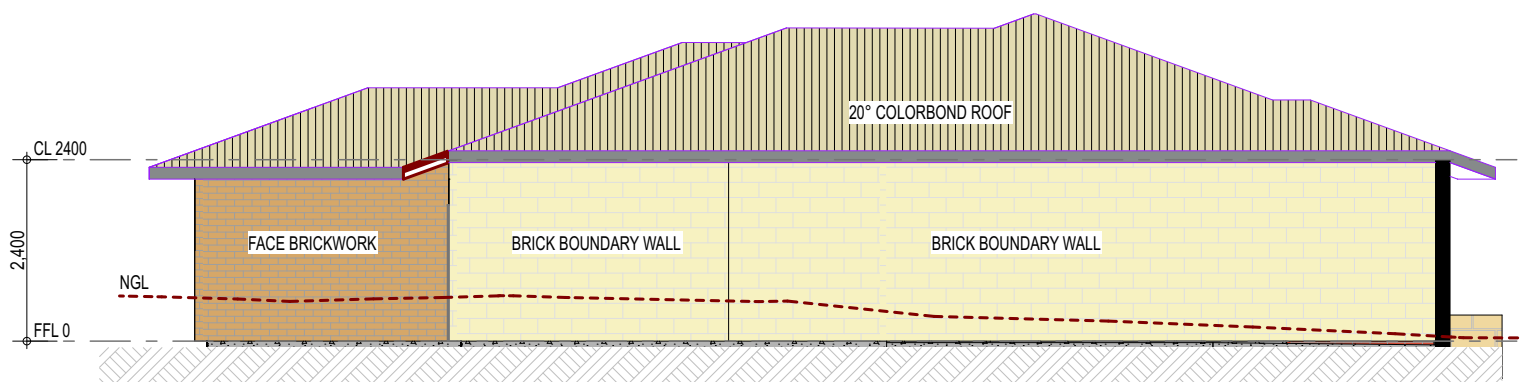 20° COLORBOND ROOF
CL 2400
2,400
FACE BRICKWORK
BRICK BOUNDARY WALL
BRICK BOUNDARY WALL
NGL
FFL 0